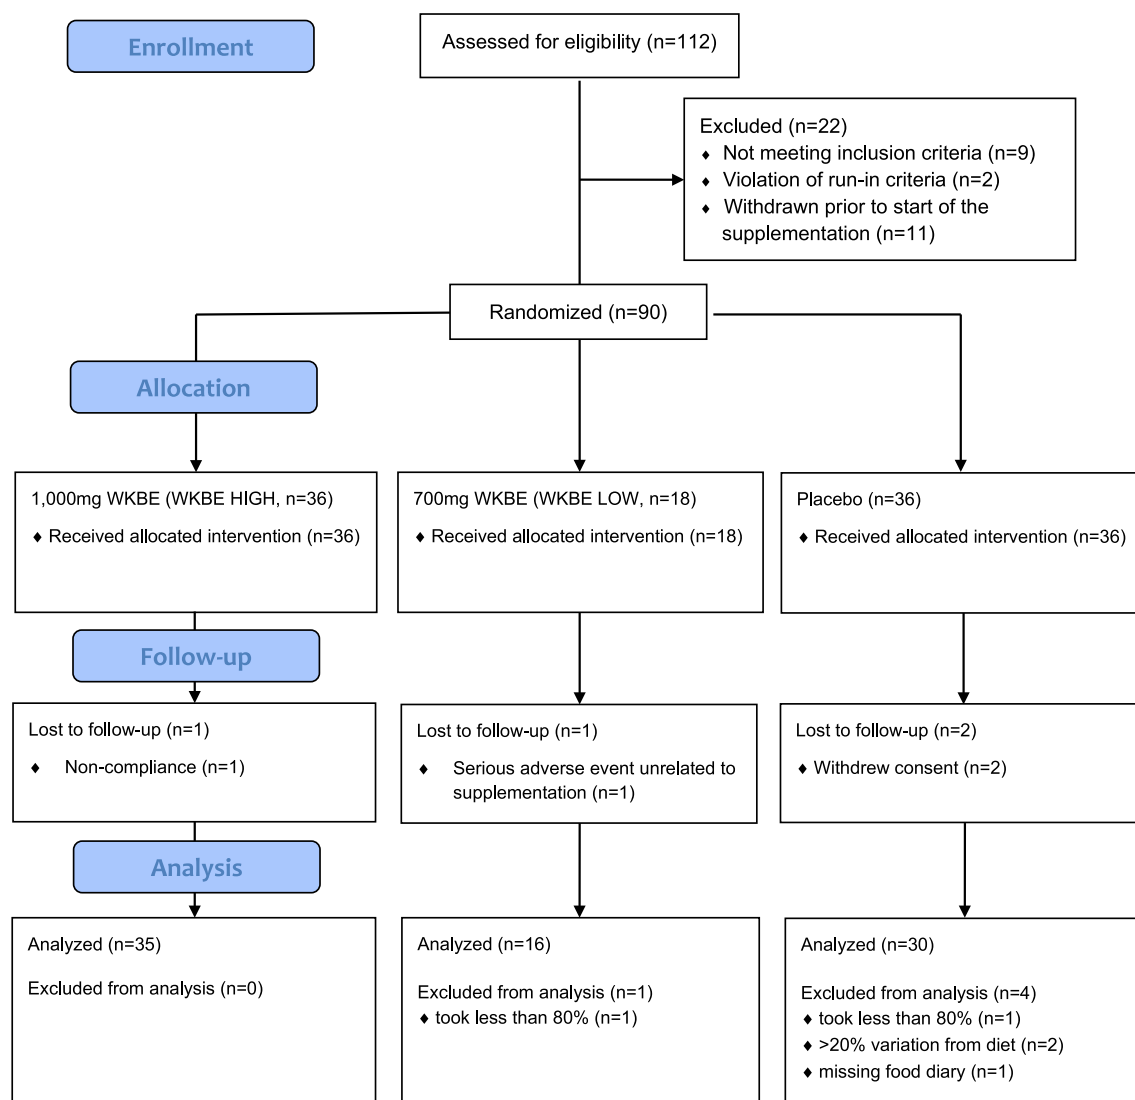 Enrollment
Assessed for eligibility (n=112)
Excluded (n=22)
♦ Not meeting inclusion criteria (n=9)
♦ Violation of run-in criteria (n=2)
♦ Withdrawn prior to start of the
supplementation (n=11)
Randomized (n=90)
Allocation
1,000mg WKBE (WKBE HIGH, n=36)
♦ Received allocated intervention (n=36)
700mg WKBE (WKBE LOW, n=18)
♦ Received allocated intervention (n=18)
Placebo (n=36)
♦ Received allocated intervention (n=36)
Follow-up
Lost to follow-up (n=1)
♦ Non-compliance (n=1)
Lost to follow-up (n=1)
♦ Serious adverse event unrelated to
supplementation (n=1)
Lost to follow-up (n=2)
♦ Withdrew consent (n=2)
Analysis
Analyzed (n=35)
Excluded from analysis (n=0)
Analyzed (n=16)
Excluded from analysis (n=1)
♦ took less than 80% (n=1)
Analyzed (n=30)
Excluded from analysis (n=4)
♦ took less than 80% (n=1)
♦ >20% variation from diet (n=2)
♦ missing food diary (n=1)